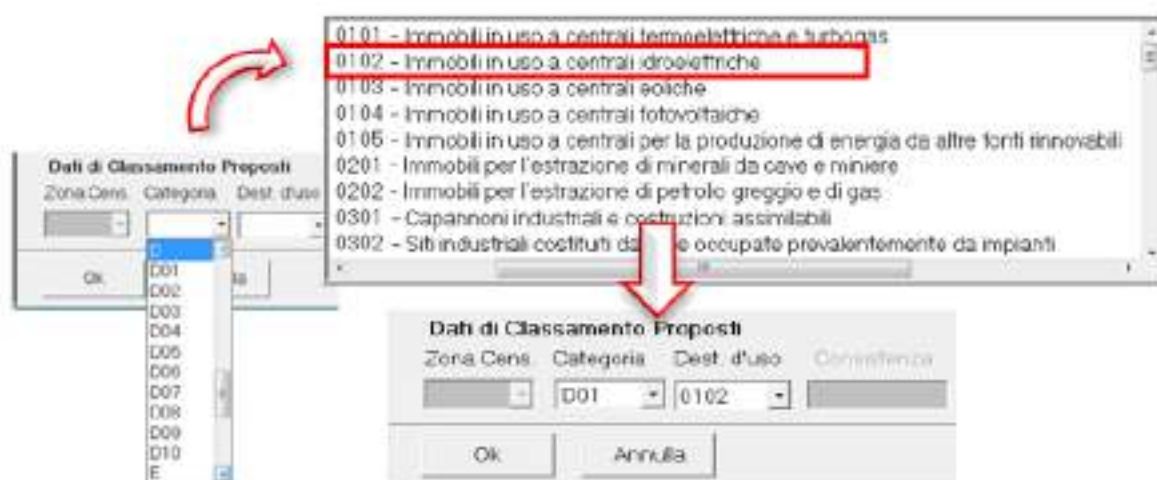 0101 - Immobili in uso a centrali termoelettriche e turbogas
0102 - Immobili in uso a centrali idroelettriche
0103 - Immobili in uso a centrali eoliche
0104 - Immobili in uso a centrali fotovoltaiche
0105 - Immobili in uso a centrali per la produzione di energia da altre fonti rinnovabili
0201 - Immobili per l'estrazione di minerali da cave e miniere
0202 - Immobili per l'estrazione di petrolio greggio e di gas
0301 - Capannoni industriali e costruzioni assimilabili
0302 - Siti industriali costituiti da occupate prevalentemente da impianti
Dati di Classamento Proposti
Zona Cens. Categoria Dest. d'uso
Ok
D
D01
D02
D03
D04
D05
D06
D07
D08
D09
D10
E
Dati di Classamento Proposti
Zona Cens. Categoria Dest. d'uso Consistenza
D01 0102
Ok Annulla